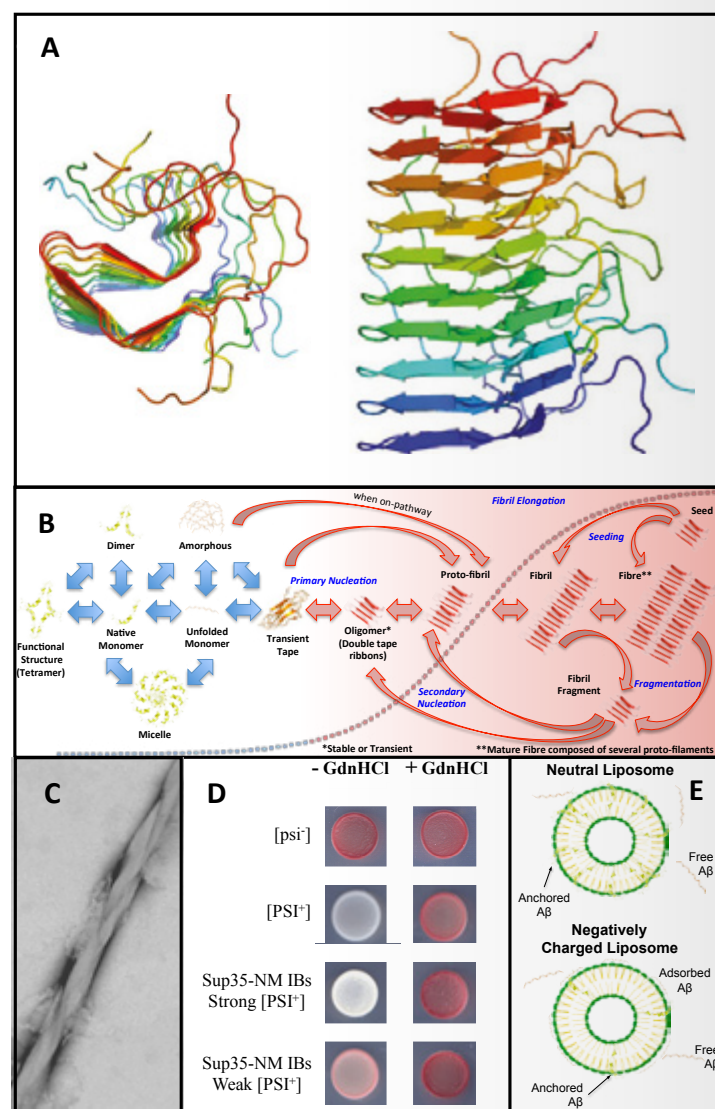 A
B
when on-pathway
Fibril Elongation
Seed
Dimer
Amorphous
Seeding
Primary Nucleation
Proto-fibril
Fibril
Fibre**
Functional
Structure
(Tetramer)
Native
Monomer
Unfolded
Monomer
Transient
Tape
Oligomer*
(Double tape
ribbons)
Secondary
Nucleation
Fibril
Fragment
Fragmentation
Micelle
*Stable or Transient
**Mature Fibre composed of several proto-filaments
C
D
- GdnHCl + GdnHCl
[psi-]
[PSI+]
Sup35-NM IBs
Strong [PSI+]
Sup35-NM IBs
Weak [PSI+]
E
Neutral Liposome
Free
Aβ
Anchored
Aβ
Negatively
Charged Liposome
Adsorbed
Aβ
Free
Aβ
Anchored
Aβ